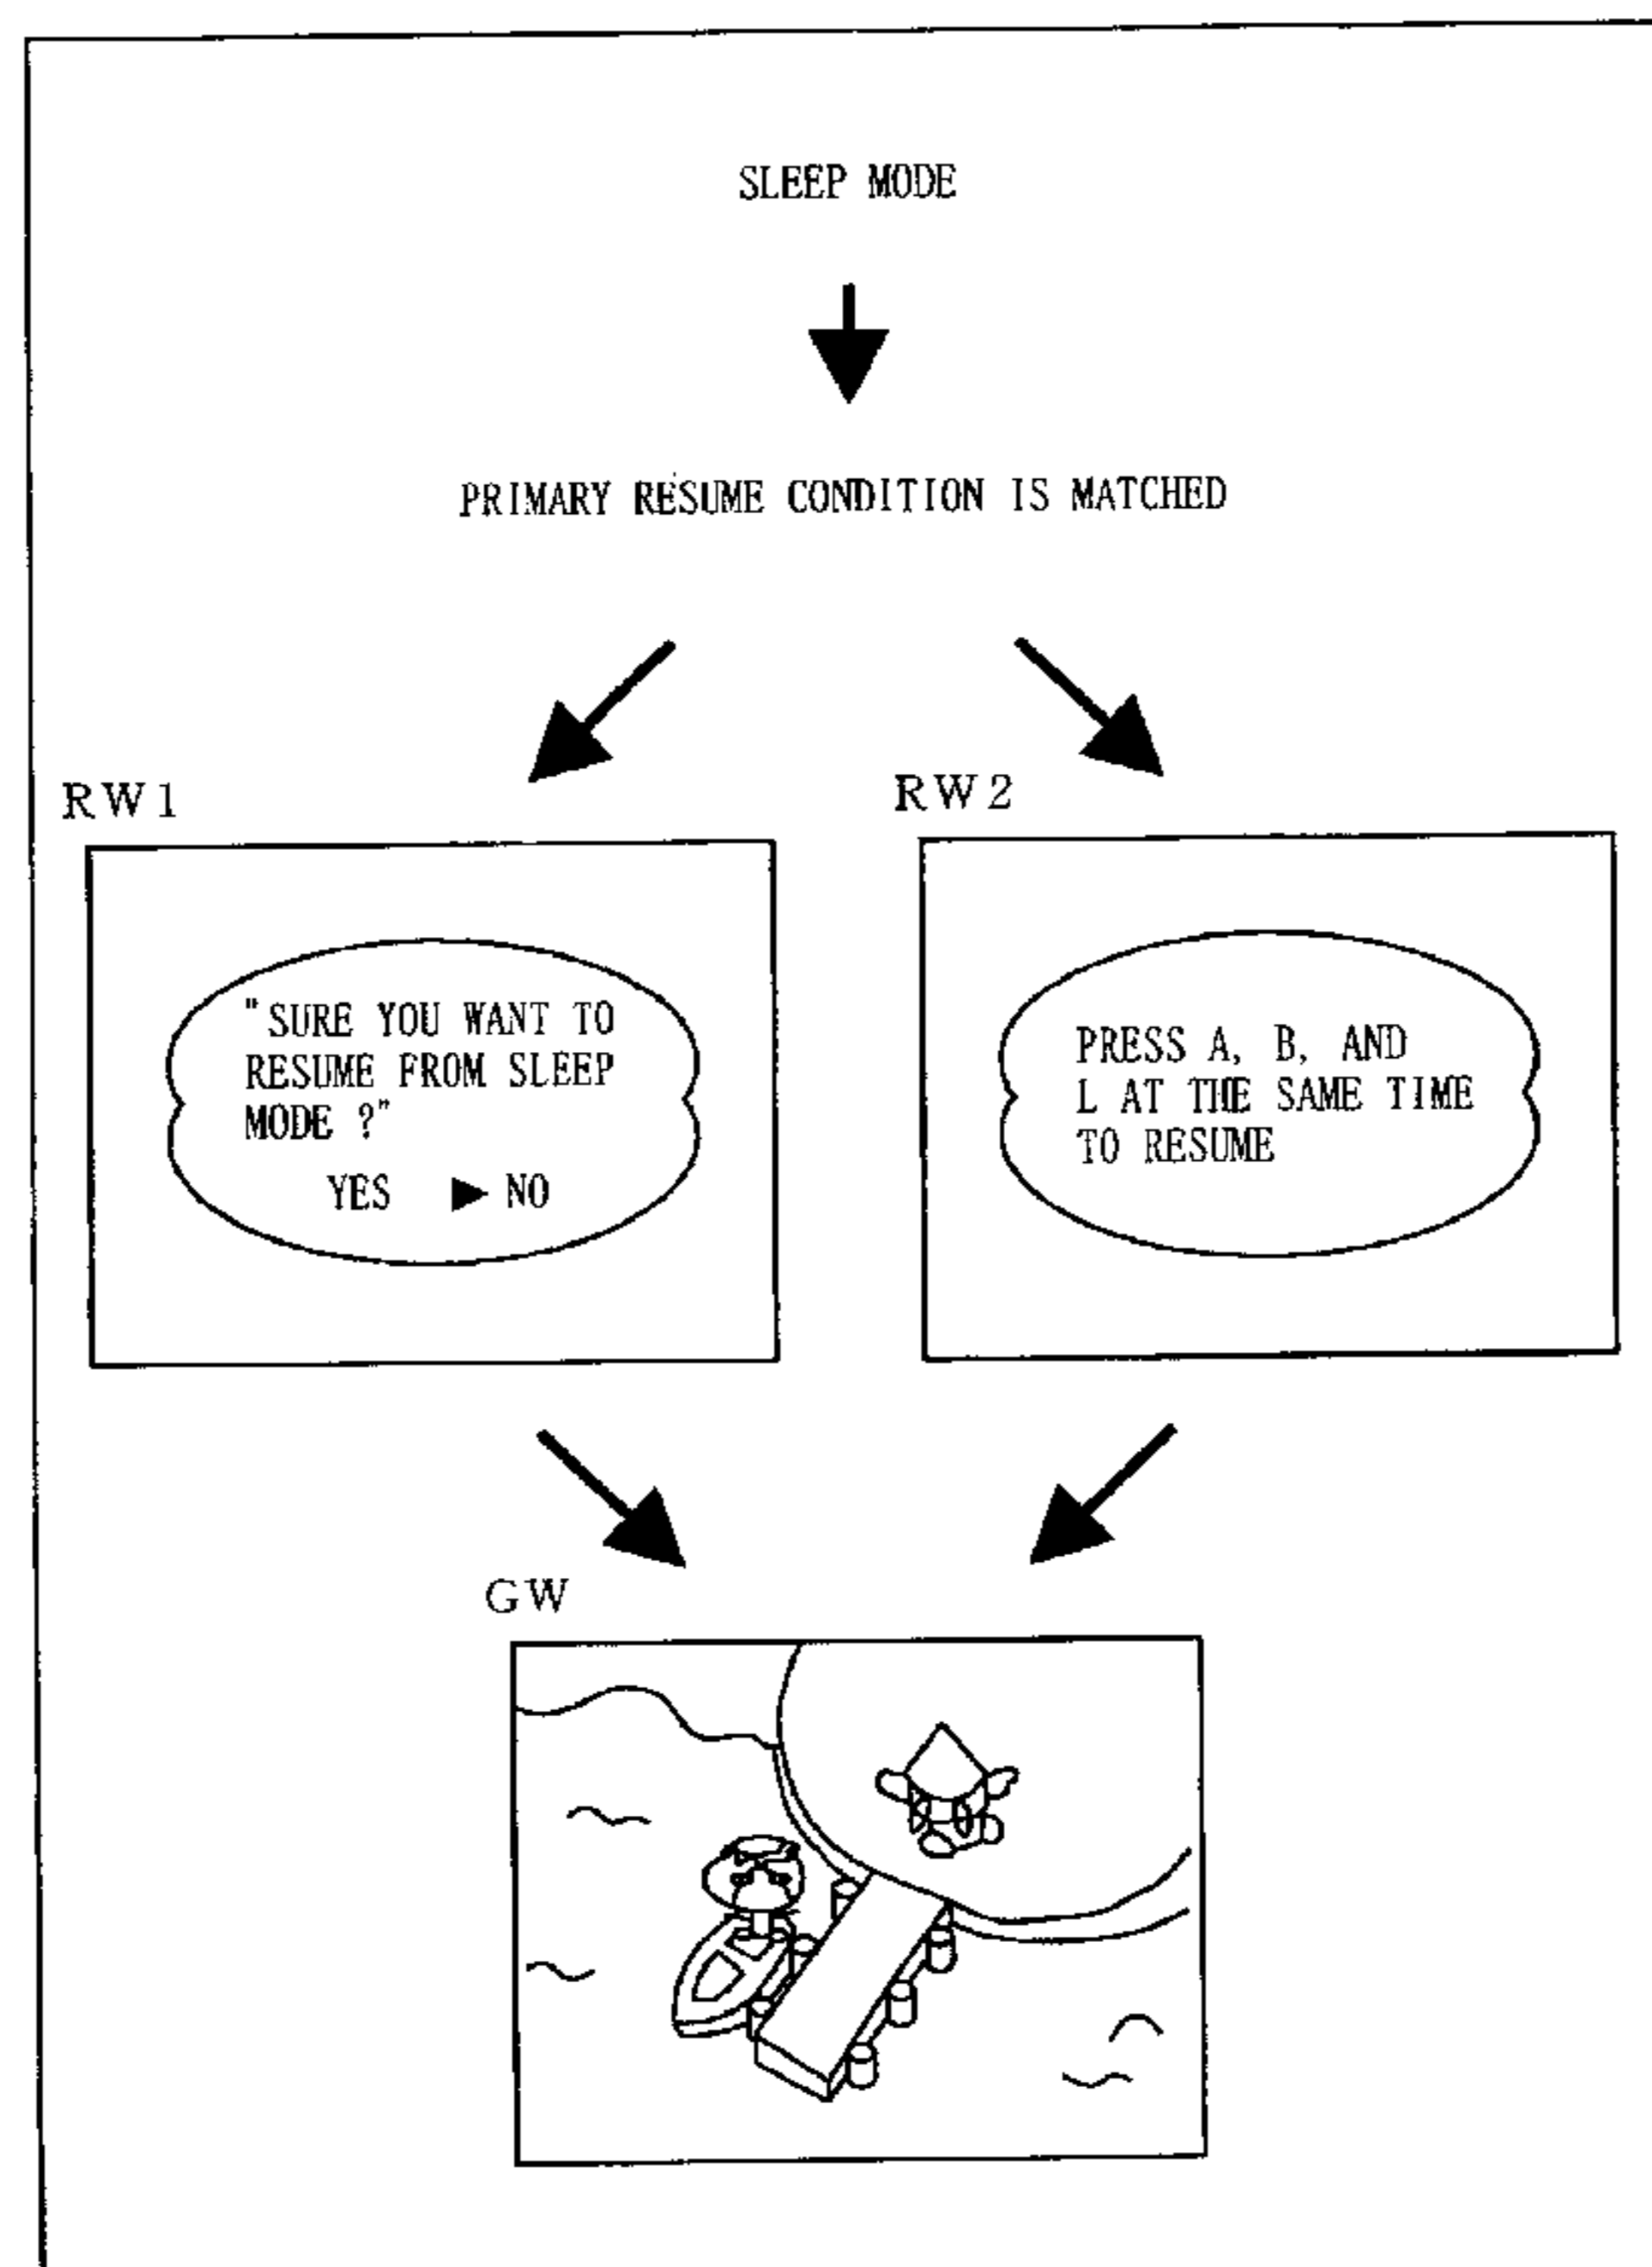 SLEEP MODE
PRIMARY RESUME CONDITION IS MATCHED
RW1
"SURE YOU WANT TO
RESUME FROM SLEEP
MODE ?"
YES ▶ NO
RW2
PRESS A, B, AND
L AT THE SAME TIME
TO RESUME
GW